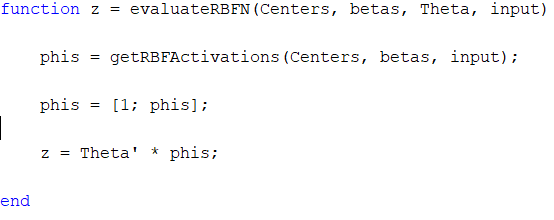 function z = evaluateRBFN(Centers, betas, Theta, input)
phis = getRBFActivations(Centers, betas, input);
phis = [1; phis];
z = Theta' * phis;
end